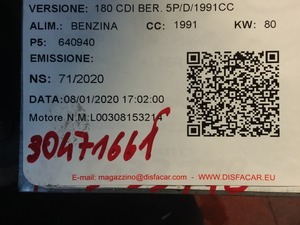 VERSIONE: 180 CDI BER. 5P/D/1991CC
ALIM.: BENZINA CC: 1991 KW: 80
P5: 640940
EMISSIONE:
NS: 71/2020
DATA:08/01/2020 17:02:00
Motore N.M:L00308153214
30471661
E-mail: magazzino@disfacar.com - WWW.DISFACAR.EU